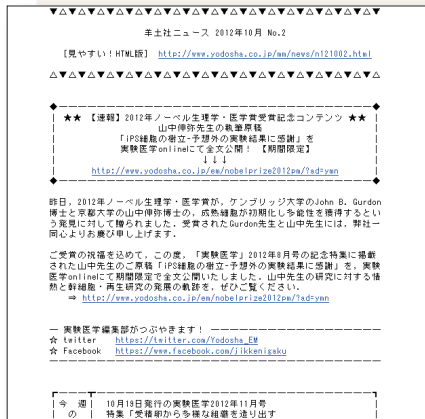 ▼△▼△▼△▼△▼△▼△▼△▼△▼△▼△▼△▼△▼△▼△▼△▼△▼
羊土社ニュース 2012年10月 No.2
[見やすい!HTML版] http://www.yodosha.co.jp/mm/news/n121002.html
△▼△▼△▼△▼△▼△▼△▼△▼△▼△▼△▼△▼△▼△▼△▼△▼△
★★ 【速報】2012年ノーベル生理学・医学賞受賞記念コンテンツ ★★
山中伸弥先生の執筆原稿
「iPS細胞の樹立-予想外の実験結果に感謝」を
実験医学onlineにて全文公開! 【期間限定】
↓↓↓
http://www.yodosha.co.jp/em/nobelprize2012pm/?ad=ymn
昨日,2012年ノーベル生理学・医学賞が,ケンブリッジ大学のJohn B. Gurdon
博士と京都大学の山中伸弥博士の,成熟細胞が初期化し多能性を獲得するとい
う発見に対して贈られました.受賞されたGurdon先生と山中先生には,弊社一
同心よりお慶び申し上げます.
ご受賞の祝福を込めて,この度,「実験医学」2012年8月号の記念特集に掲載
された山中先生のご原稿「iPS細胞の樹立-予想外の実験結果に感謝」を,実験
医学onlineにて期間限定で全文公開いたしました.山中先生の研究に対する情
熱と幹細胞・再生研究の発展の軌跡を,ぜひご覧ください.
⇒ http://www.yodosha.co.jp/em/nobelprize2012pm/?ad=ymn
― 実験医学編集部がつぶやきます! ―
☆ twitter https://twitter.com/Yodosha_EM
☆ Facebook https://www.facebook.com/jikkenigaku
今 週 10月19日発行の実験医学2012年11月号
の 特集「受精卵から多様な組織を造り出す